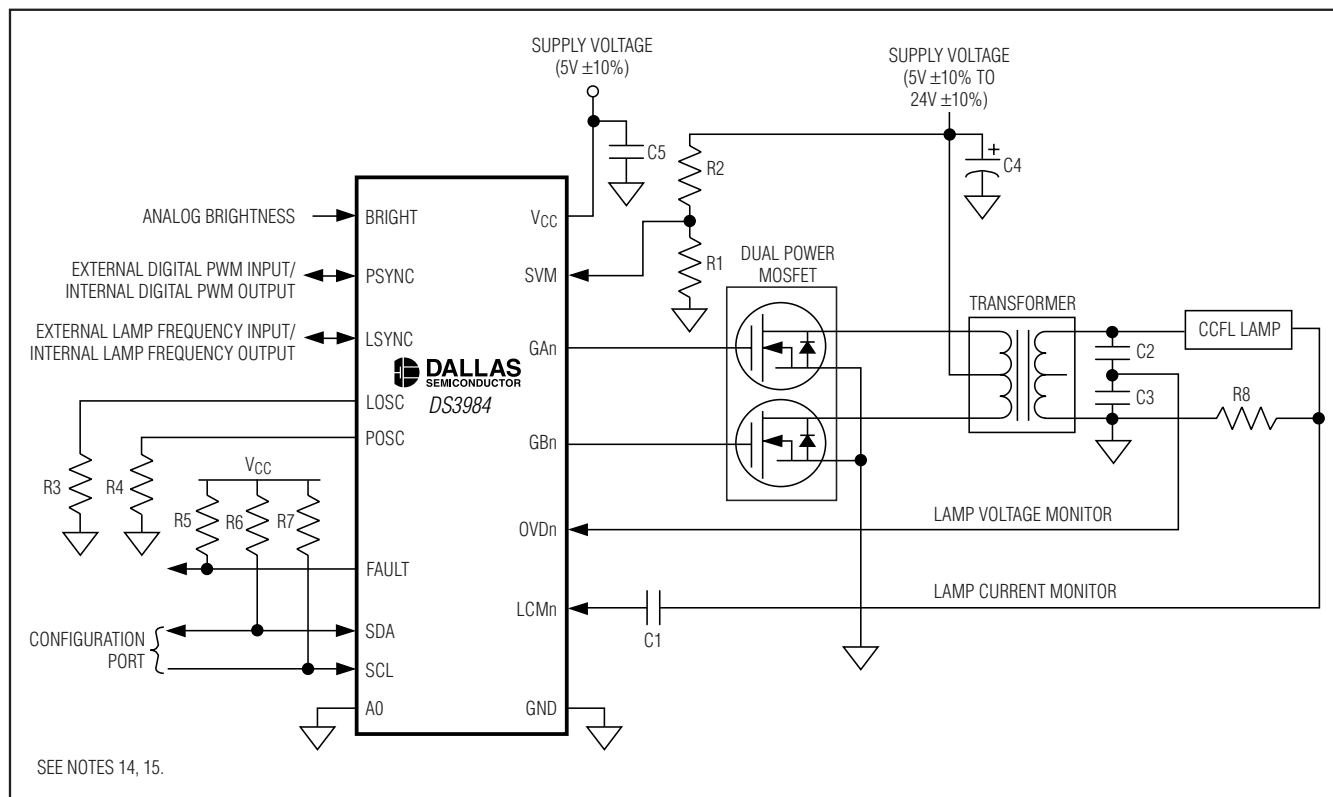 SUPPLY VOLTAGE
(5V ±10%)
SUPPLY VOLTAGE
(5V ±10% TO
24V ±10%)
C5
R2
+
C4
ANALOG BRIGHTNESS
BRIGHT
VCC
R1
DUAL POWER
MOSFET
EXTERNAL DIGITAL PWM INPUT/
INTERNAL DIGITAL PWM OUTPUT
PSYNC
SVM
TRANSFORMER
EXTERNAL LAMP FREQUENCY INPUT/
INTERNAL LAMP FREQUENCY OUTPUT
LSYNC
GAn
CCFL LAMP
C2
DALLAS
SEMICONDUCTOR
DS3984
C3
R8
LOSC
POSC
GBn
VCC
R3
R4
R5
R6
R7
OVDn
LAMP VOLTAGE MONITOR
FAULT
LCMn
C1
LAMP CURRENT MONITOR
CONFIGURATION
PORT
SDA
SCL
A0
GND
SEE NOTES 14, 15.